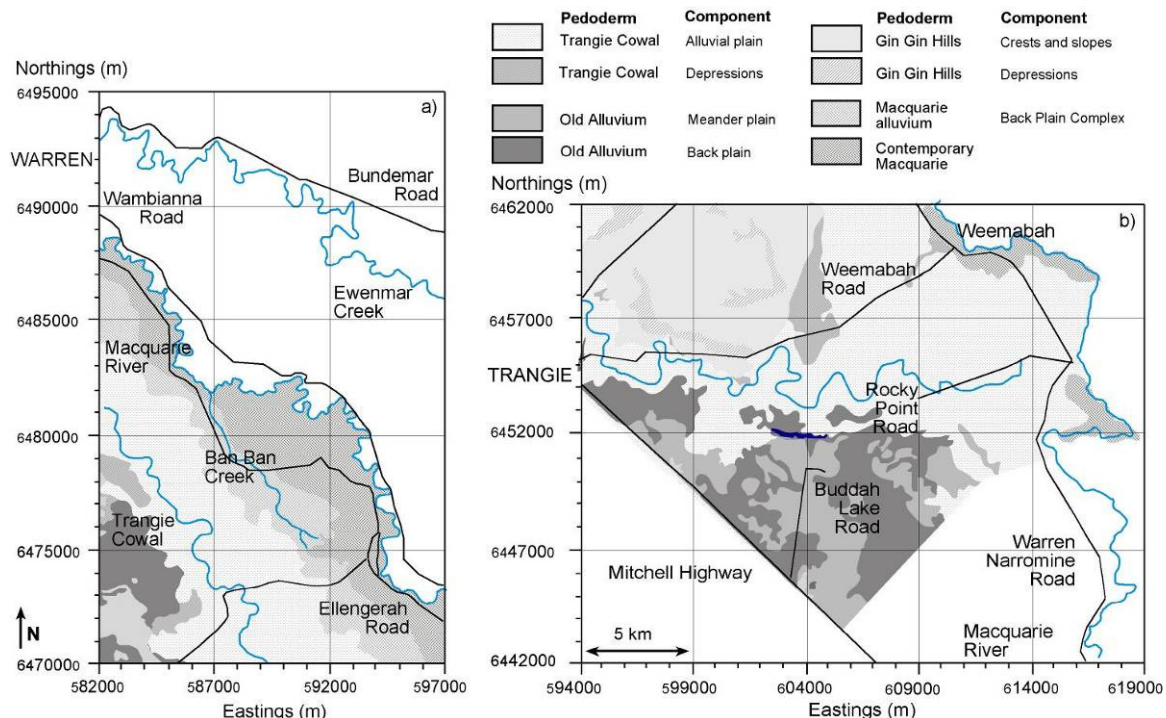 Pedoderm Component Pedoderm Component
Trangie Cowal Alluvial plain Gin Gin Hills Crests and slopes
Trangie Cowal Depressions Gin Gin Hills Depressions
Old Alluvium Meander plain Macquarie alluvium Back Plain Complex
Old Alluvium Back plain Contemporary Macquarie
Northings (m)
a)
6495000
WARREN
Bundemar
Road
Wambianna
Road
6490000
Ewenmar
Creek
6485000
Macquarie
River
6480000
Ban Ban
Creek
Trangie
Cowal
6475000
Ellengerah
Road
N
6470000
582000 587000 592000 597000
Eastings (m)
Northings (m)
b)
6462000
Weemabah
Weemabah
Road
6457000
TRANGIE
Rocky
Point
Road
6452000
Buddah
Lake
Road
6447000
Warren
Narromine
Road
Mitchell Highway
Macquarie
River
5 km
6442000
594000 599000 604000 609000 614000 619000
Eastings (m)